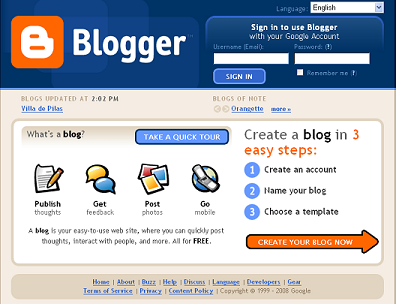 Language: English
Blogger
Sign in to use Blogger
with your Google Account
Username (Email): Password: (?)
SIGN IN Remember me (?)
BLOGS UPDATED AT 2:02 PM
Villa de Pilas
BLOGS OF NOTE
Orangette more »
What's a blog?
TAKE A QUICK TOUR
Publish
thoughts
Get
feedback
Post
photos
Go
mobile
A blog is your easy-to-use web site, where you can quickly post
thoughts, interact with people, and more. All for FREE.
Create a blog in 3
easy steps:
1 Create an account
2 Name your blog
3 Choose a template
CREATE YOUR BLOG NOW
Home | About | Buzz | Help | Discuss | Language | Developers | Gear
Terms of Service | Privacy | Content Policy | Copyright © 1999 - 2008 Google